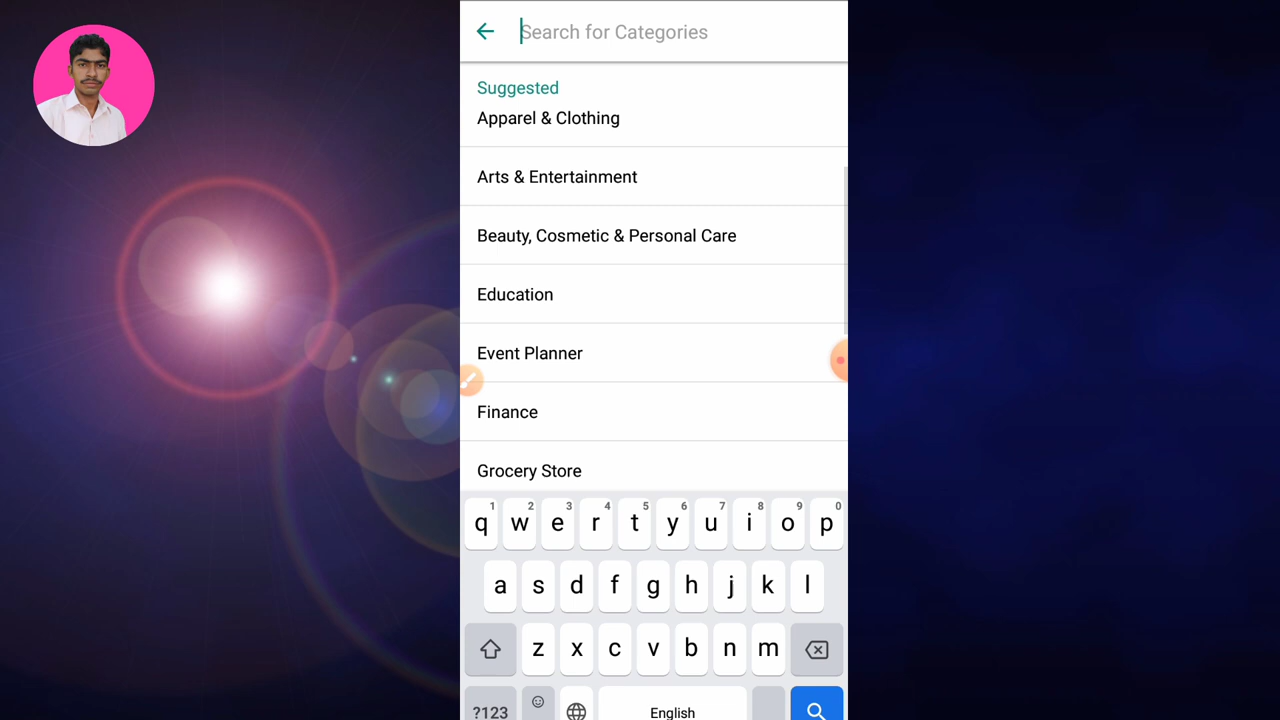 Search for Categories
Suggested
Apparel & Clothing
Arts & Entertainment
Beauty, Cosmetic & Personal Care
Education
Event Planner
Finance
Grocery Store
1 2 3 4 5 6 7 8 9 0
q w e r t y u i o p
a s d f g h j k l
z x c v b n m
?123 English